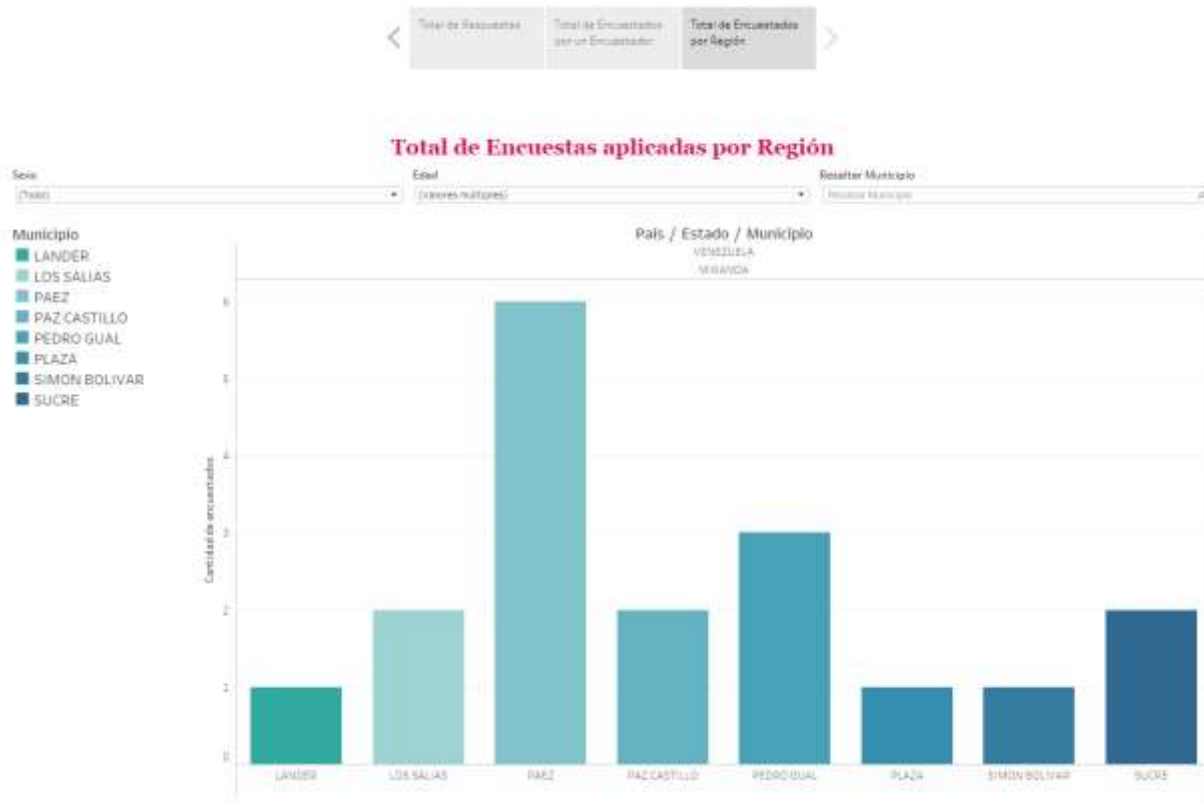 Total de Respuestas
Total de Encuestados
por un Encuestador
Total de Encuestados
por Región
Total de Encuestas aplicadas por Región
Sexo
(Todo)
Edad
(Valores múltiples)
Resaltar Municipio
Resaltar Municipio
Municipio
LANDER
LOS SALIAS
PAEZ
PAZ CASTILLO
PEDRO GUAL
PLAZA
SIMON BOLIVAR
SUCRE
País / Estado / Municipio
VENEZUELA
MIRANDA
Cantidad de encuestados
6
5
4
3
2
1
0
LANDER
LOS SALIAS
PAEZ
PAZ CASTILLO
PEDRO GUAL
PLAZA
SIMON BOLIVAR
SUCRE